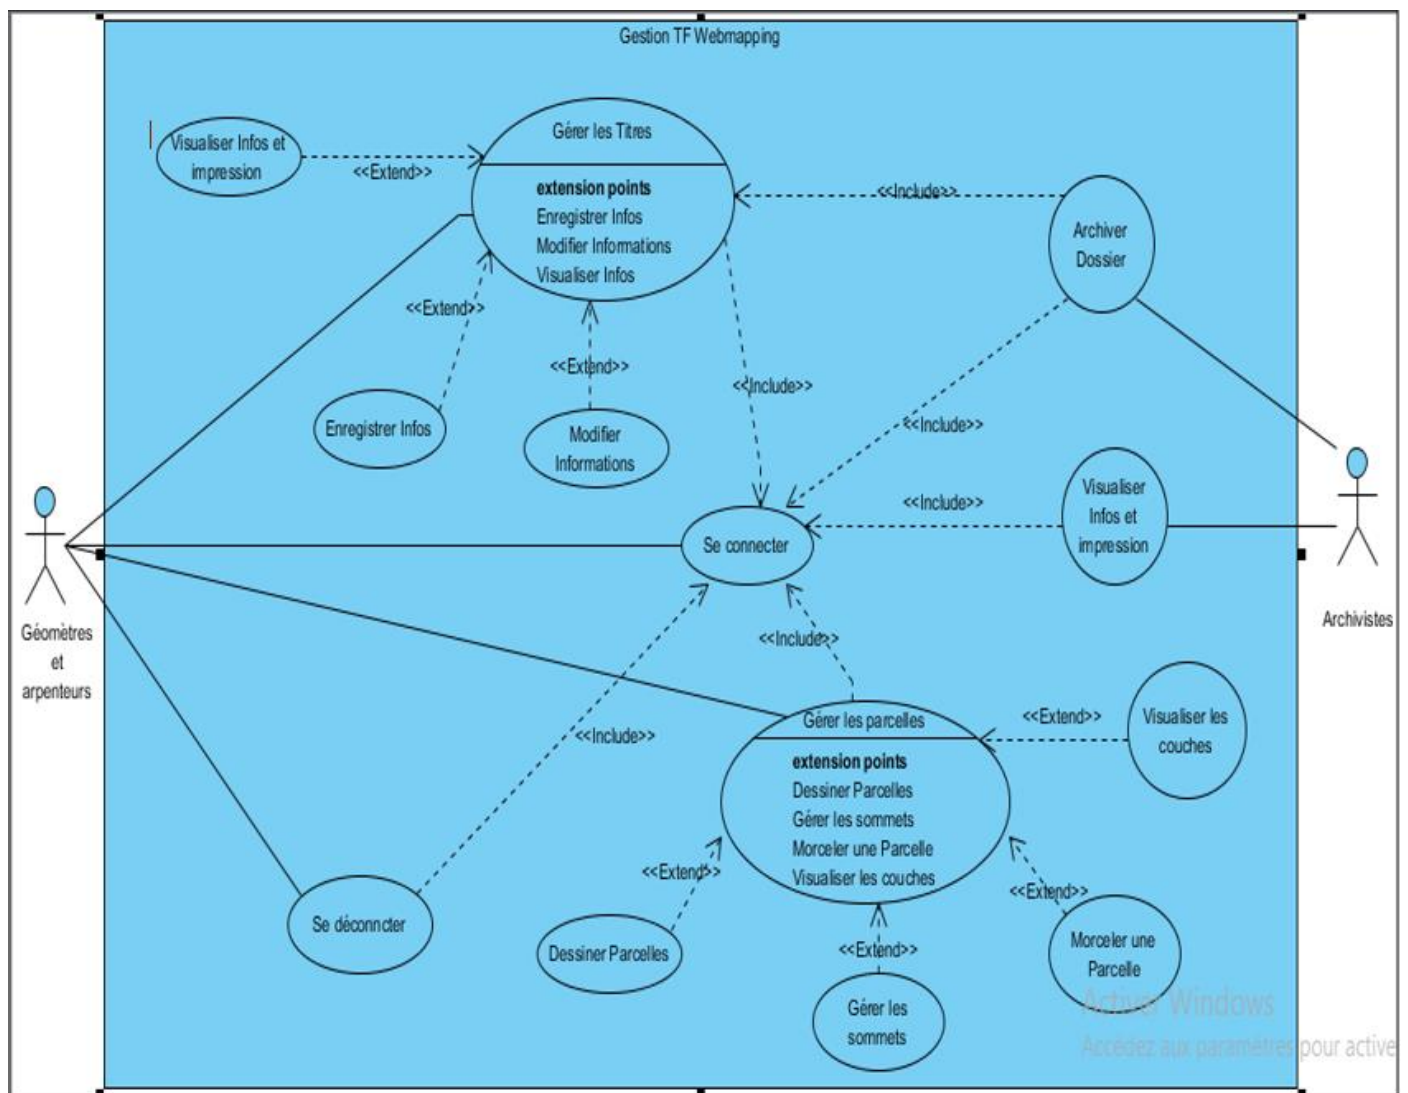 Gestion TF Webmapping
Gérer les Titres
Visualiser Infos et
impression
<<Extend>>
extension points
Enregistrer Infos
Modifier Informations
Visualiser Infos
<<Include>>
Archiver
Dossier
<<Extend>>
<<Extend>>
<<Include>>
Enregistrer Infos
Modifier
Informations
<<Include>>
Visualiser
Infos et
impression
<<Include>>
Se connecter
Géomètres
et
arpenteurs
Archivistes
<<Include>>
<<Include>>
Gérer les parcelles
extension points
Dessiner Parcelles
Gérer les sommets
Morceler une Parcelle
Visualiser les couches
<<Extend>>
Visualiser les
couches
<<Extend>>
<<Extend>>
<<Extend>>
Se déconncter
Dessiner Parcelles
Gérer les
sommets
Morceler une
Parcelle
Activer Windows
Accédez aux paramètres pour active